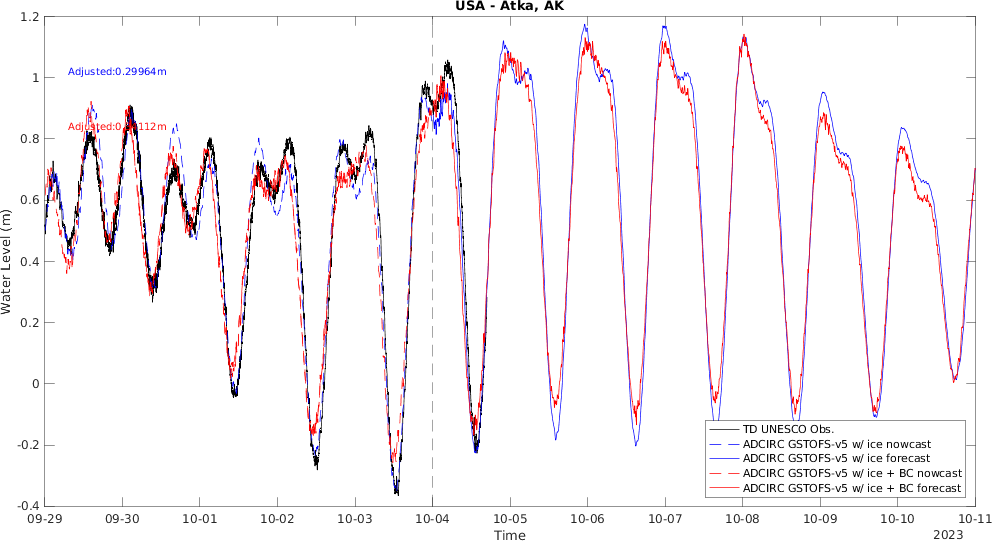 USA - Atka, AK
1.2
1
0.8
0.6
0.4
0.2
0
-0.2
-0.4
Water Level (m)
Adjusted:0.29964m
09-29
09-30
10-01
10-02
10-03
10-04
10-05
10-06
10-07
10-08
10-09
10-10
10-11
Time
2023
TD UNESCO Obs.
ADCIRC GSTOFS-v5 w/ ice nowcast
ADCIRC GSTOFS-v5 w/ ice forecast
ADCIRC GSTOFS-v5 w/ ice + BC nowcast
ADCIRC GSTOFS-v5 w/ ice + BC forecast